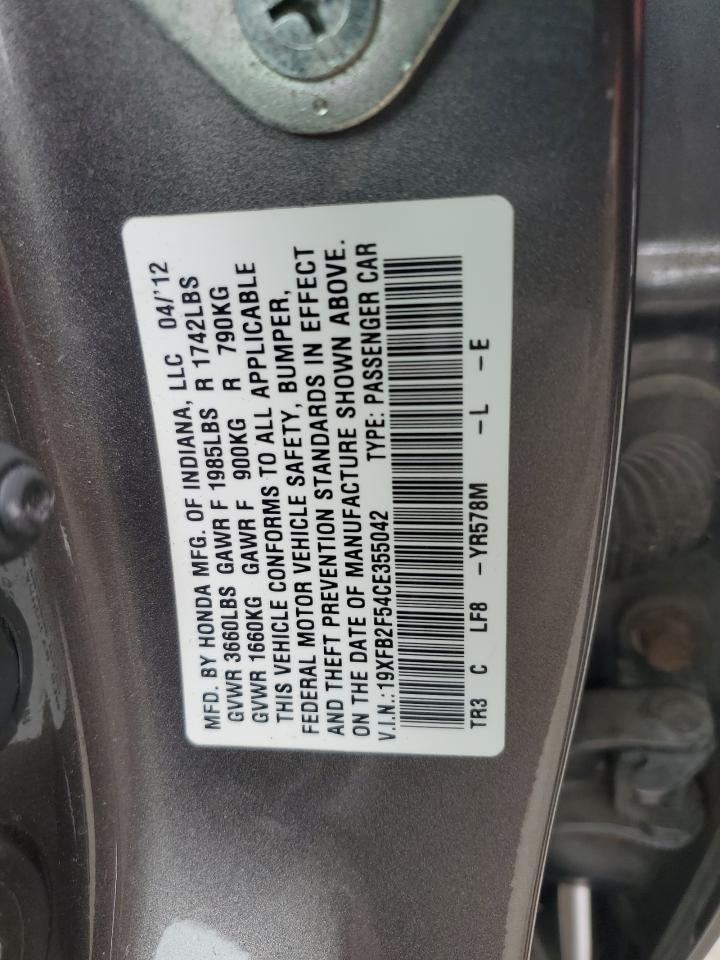 MFD. BY HONDA MFG. OF INDIANA, LLC 04/'12
GVWR 3660LBS GAWR F 1985LBS R 1742LBS
GVWR 1660KG GAWR F 900KG R 790KG
THIS VEHICLE CONFORMS TO ALL APPLICABLE
FEDERAL MOTOR VEHICLE SAFETY, BUMPER,
AND THEFT PREVENTION STANDARDS IN EFFECT
ON THE DATE OF MANUFACTURE SHOWN ABOVE.
V.I.N.:19XFB2F54CE355042 TYPE: PASSENGER CAR
TR3 C LF8 -YR578M -L -E